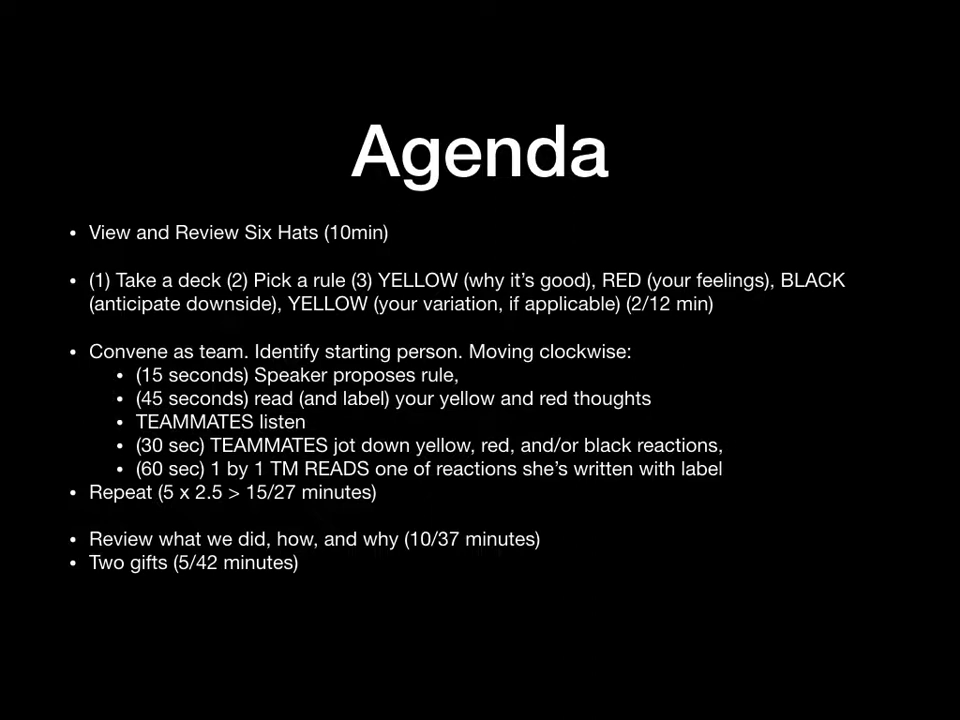 Agenda
• View and Review Six Hats (10min)
• (1) Take a deck (2) Pick a rule (3) YELLOW (why it’s good), RED (your feelings), BLACK
(anticipate downside), YELLOW (your variation, if applicable) (2/12 min)
• Convene as team. Identify starting person. Moving clockwise:
• (15 seconds) Speaker proposes rule,
• (45 seconds) read (and label) your yellow and red thoughts
• TEAMMATES listen
• (30 sec) TEAMMATES jot down yellow, red, and/or black reactions,
• (60 sec) 1 by 1 TM READS one of reactions she’s written with label
• Repeat (5 x 2.5 > 15/27 minutes)
• Review what we did, how, and why (10/37 minutes)
• Two gifts (5/42 minutes)